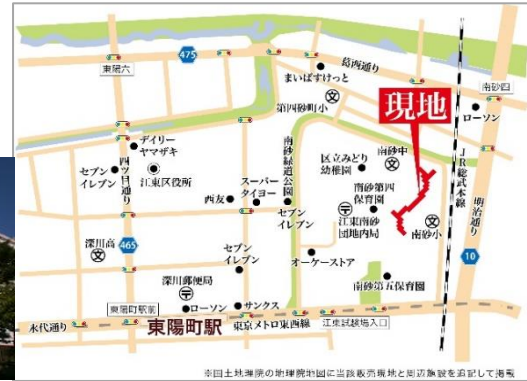 475
葛西通り
東陽六
まいばすけっと
南砂四
第四砂町小
文
現地
ローソン
デイリー
ヤマザキ
南砂緑道公園
区立みどり
幼稚園
南砂中
文
JR総武本線
明治通り
セブン
イレブン
四ツ目通り
江東区役所
スーパー
タイヨー
西友
セブン
イレブン
南砂第四
保育園
江東南砂
団地内局
文
南砂小
深川高
文
465
セブン
イレブン
オーケーストア
10
深川郵便局
南砂第五保育園
東陽町駅前
ローソン
サンクス
永代通り
東陽町駅
東京メトロ東西線
江東試験場入口
※国土地理院の地理院地図に当該販売現地と周辺施設を追記して掲載